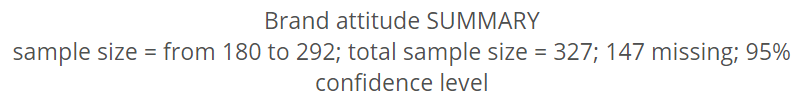 Brand attitude SUMMARY
sample size = from 180 to 292; total sample size = 327; 147 missing; 95%
confidence level